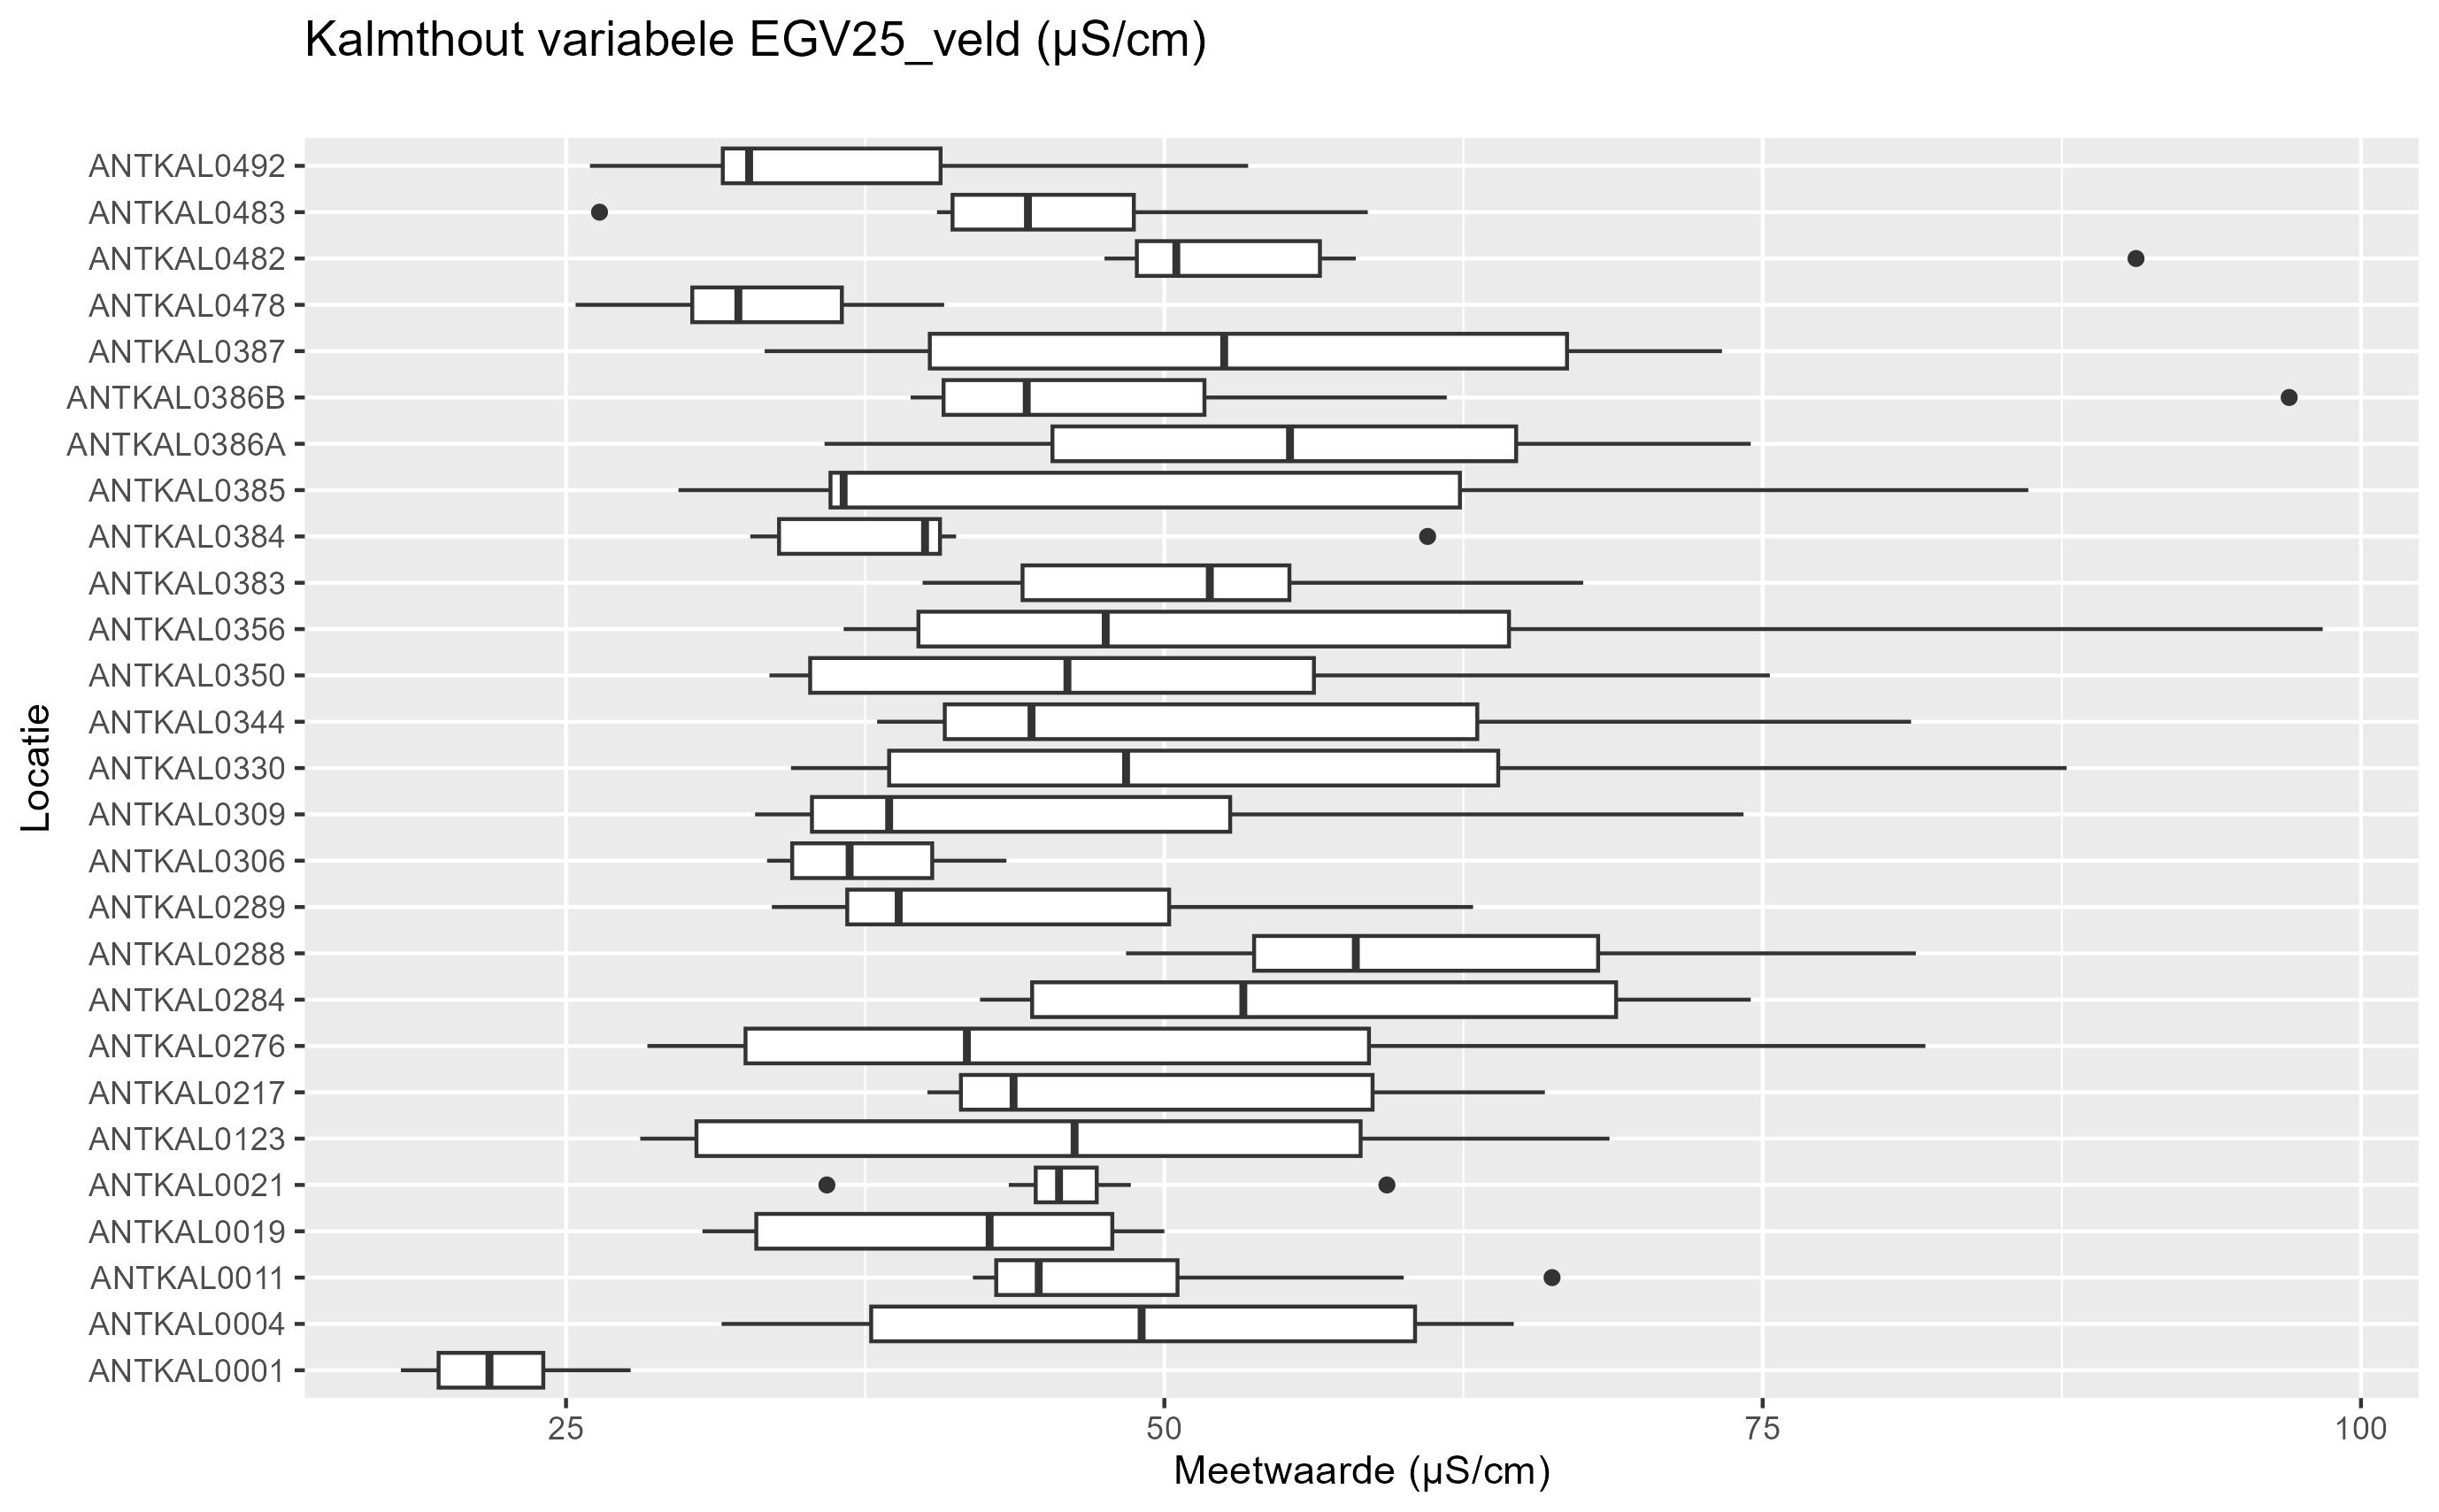 Kalmthout variabele EGV25_veld (µS/cm)
ANTKAL0492
ANTKAL0483
ANTKAL0482
ANTKAL0478
ANTKAL0387
ANTKAL0386B
ANTKAL0386A
ANTKAL0385
ANTKAL0384
ANTKAL0383
ANTKAL0356
ANTKAL0350
ANTKAL0344
ANTKAL0330
ANTKAL0309
ANTKAL0306
ANTKAL0289
ANTKAL0288
ANTKAL0284
ANTKAL0276
ANTKAL0217
ANTKAL0123
ANTKAL0021
ANTKAL0019
ANTKAL0011
ANTKAL0004
ANTKAL0001
Locatie
25 50 75 100
Meetwaarde (µS/cm)